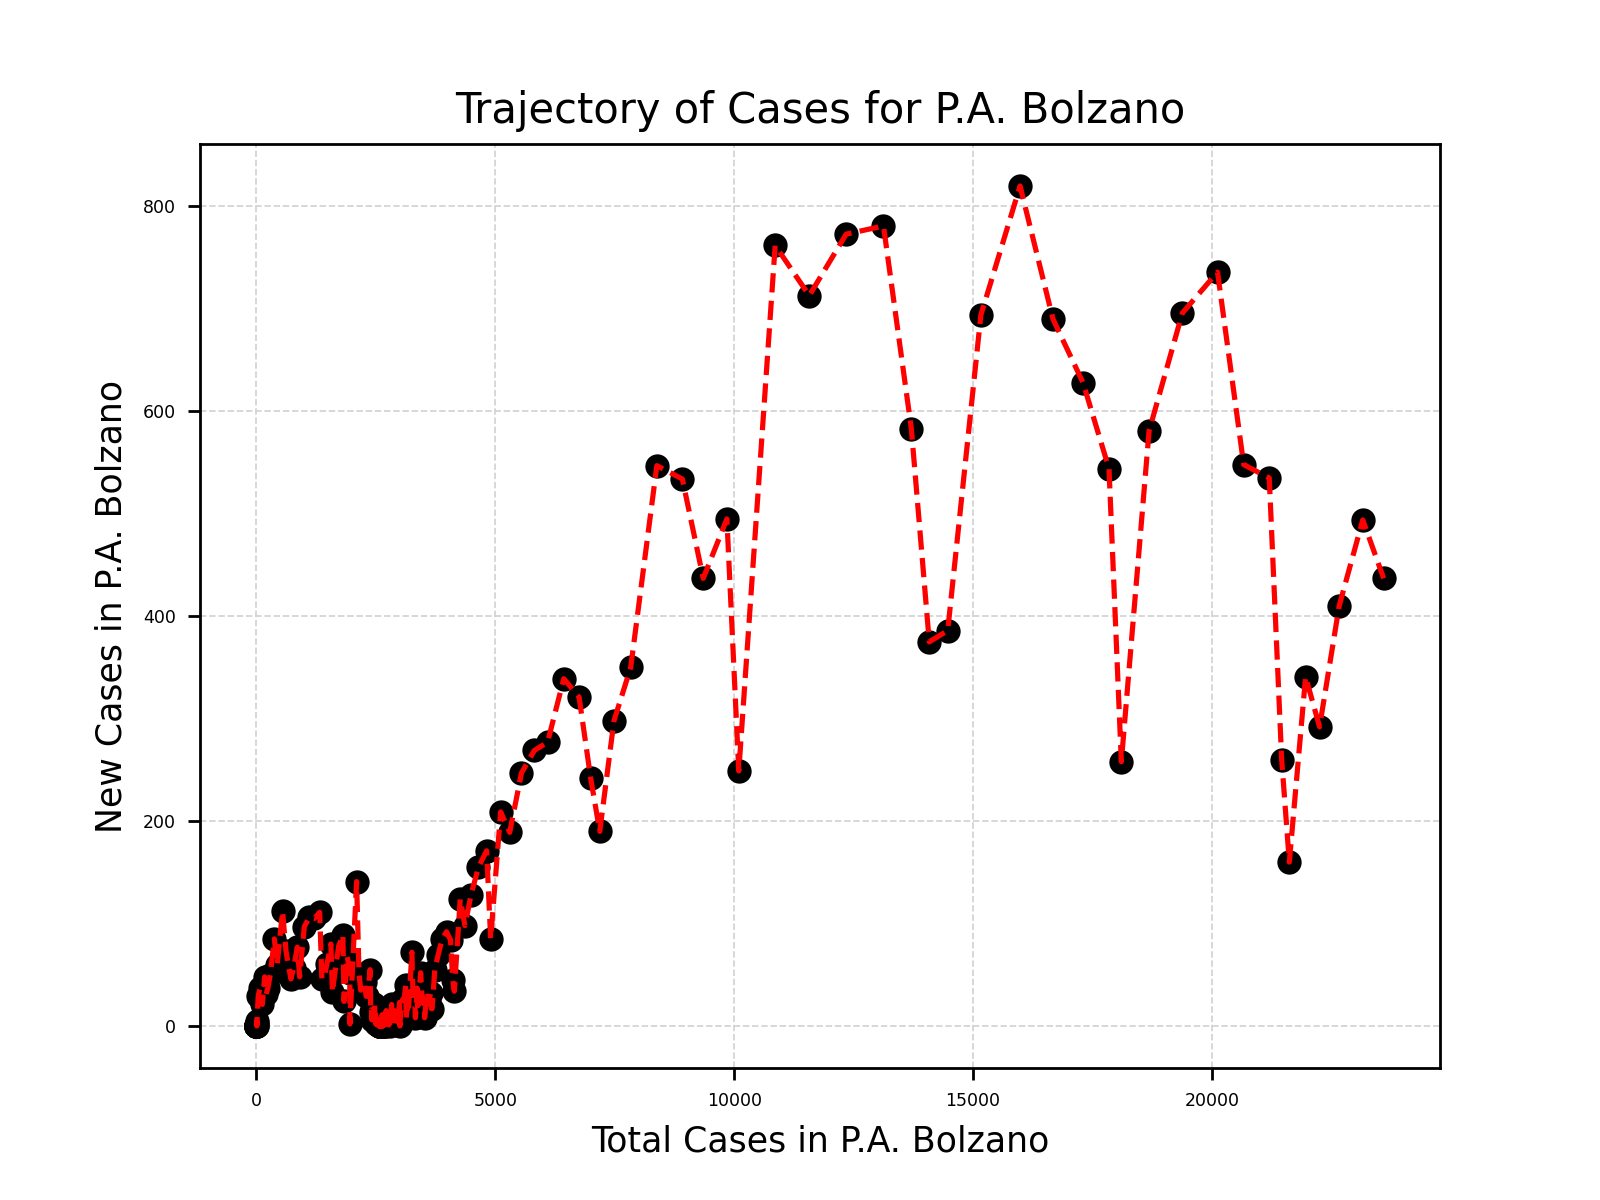 Trajectory of Cases for P.A. Bolzano
New Cases in P.A. Bolzano
800
600
400
200
0
0 5000 10000 15000 20000
Total Cases in P.A. Bolzano